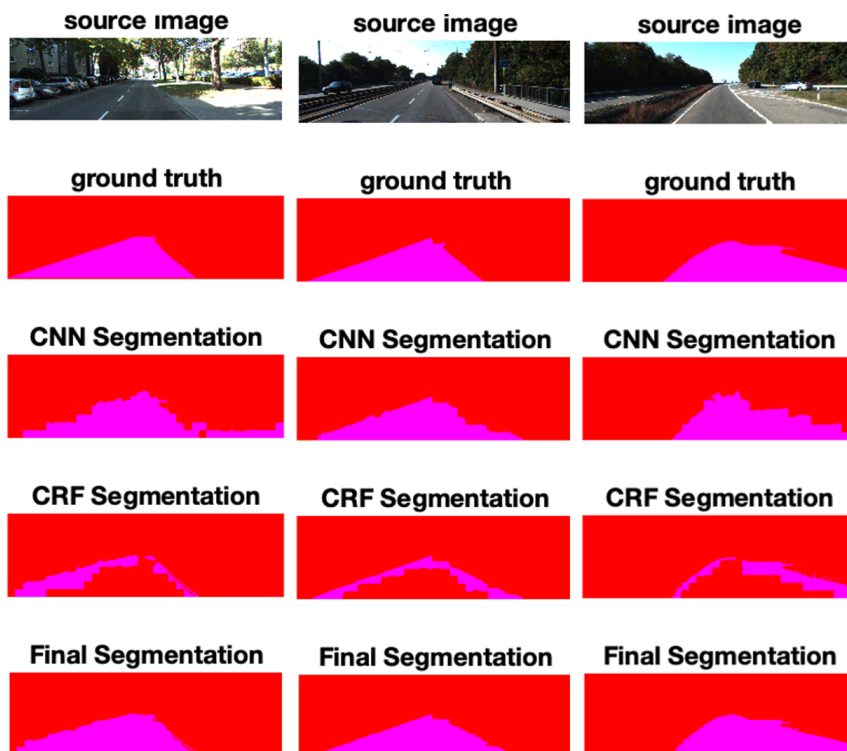 source image source image source image
ground truth ground truth ground truth
CNN Segmentation CNN Segmentation CNN Segmentation
CRF Segmentation CRF Segmentation CRF Segmentation
Final Segmentation Final Segmentation Final Segmentation